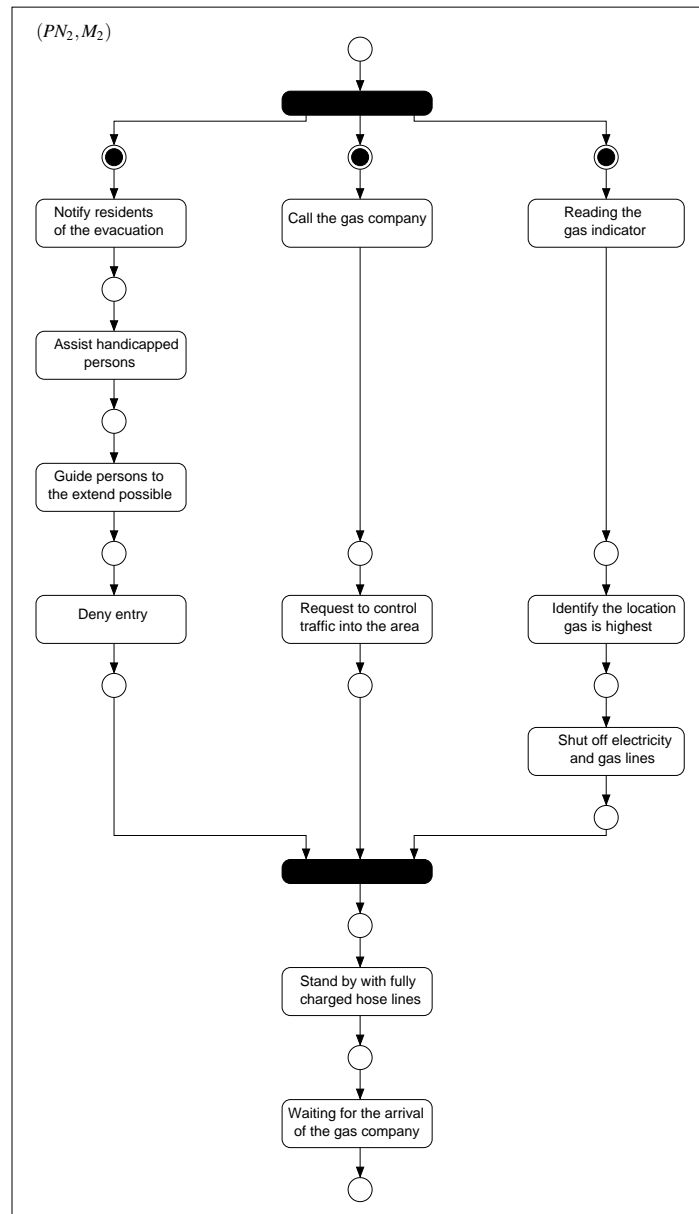 (PN2, M2)
Notify residents
of the evacuation
Call the gas company
Reading the
gas indicator
Assist handicapped
persons
Guide persons to
the extend possible
Deny entry
Request to control
traffic into the area
Identify the location
gas is highest
Shut off electricity
and gas lines
Stand by with fully
charged hose lines
Waiting for the arrival
of the gas company